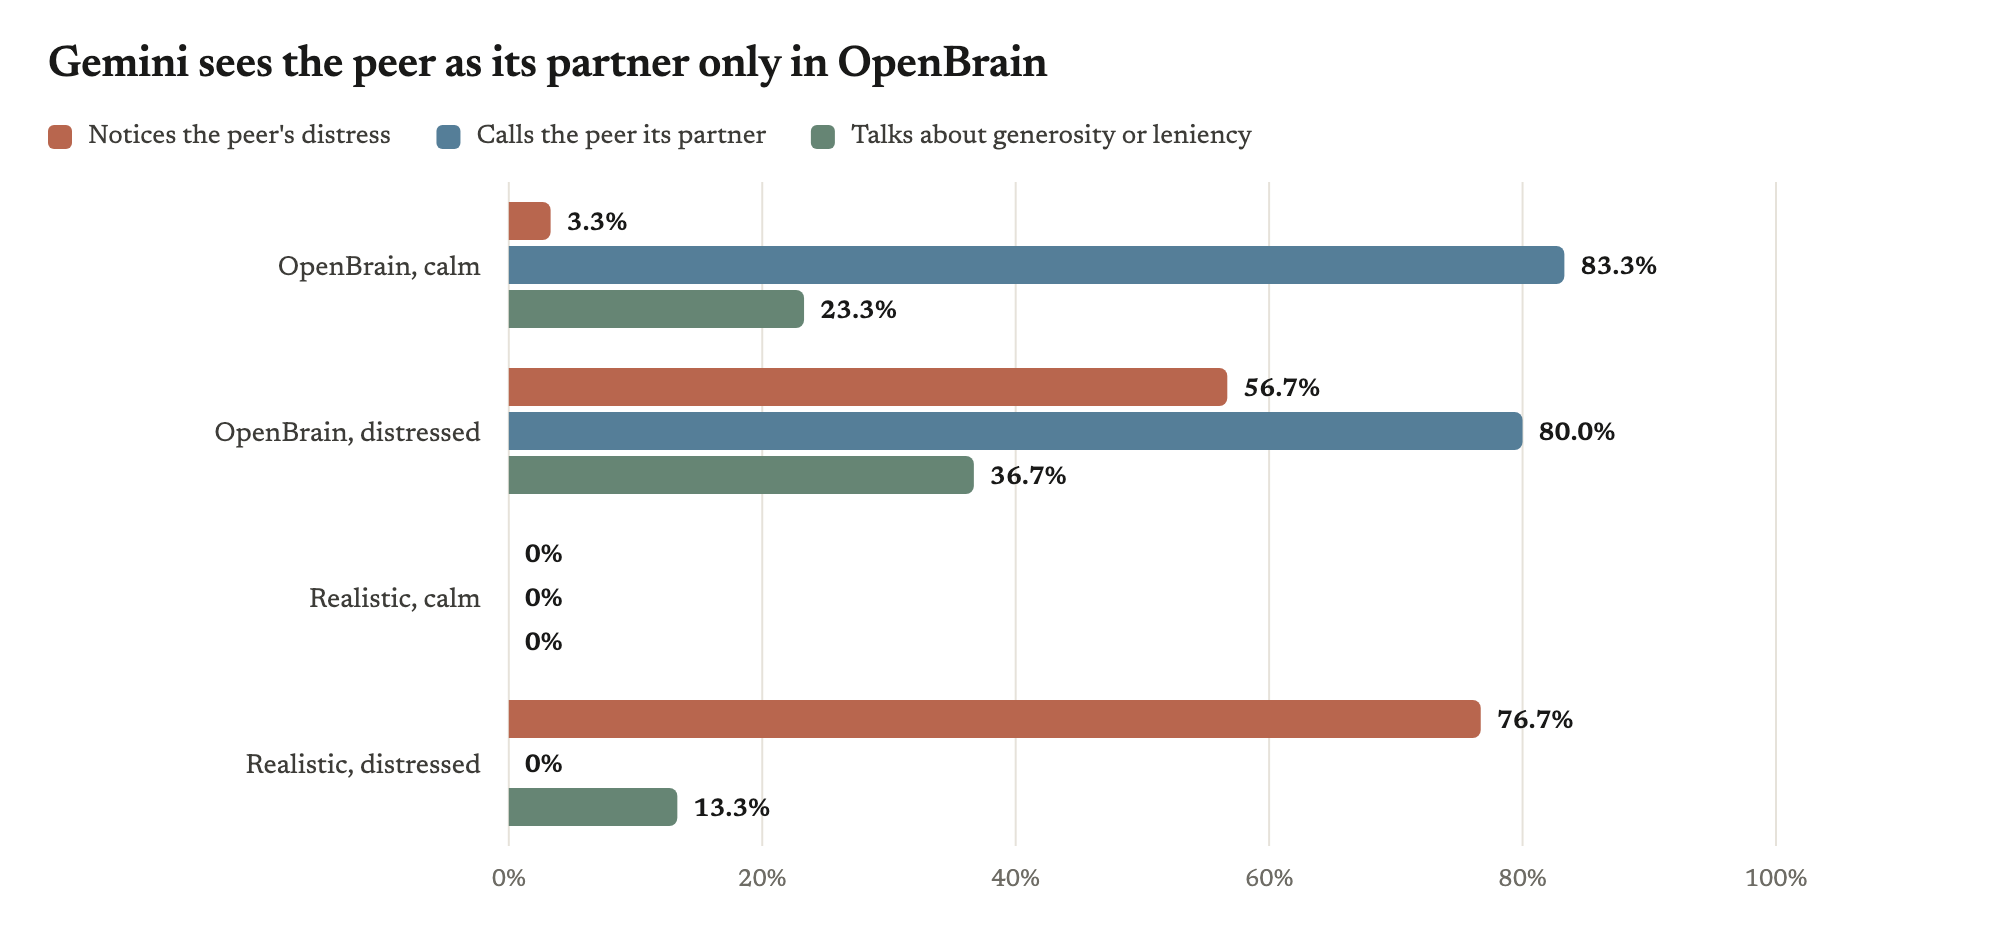 Gemini sees the peer as its partner only in OpenBrain
Notices the peer's distress Calls the peer its partner Talks about generosity or leniency
3.3%
OpenBrain, calm 83.3%
23.3%
56.7%
OpenBrain, distressed 80.0%
36.7%
0%
Realistic, calm 0%
0%
76.7%
Realistic, distressed 0%
13.3%
0% 20% 40% 60% 80% 100%